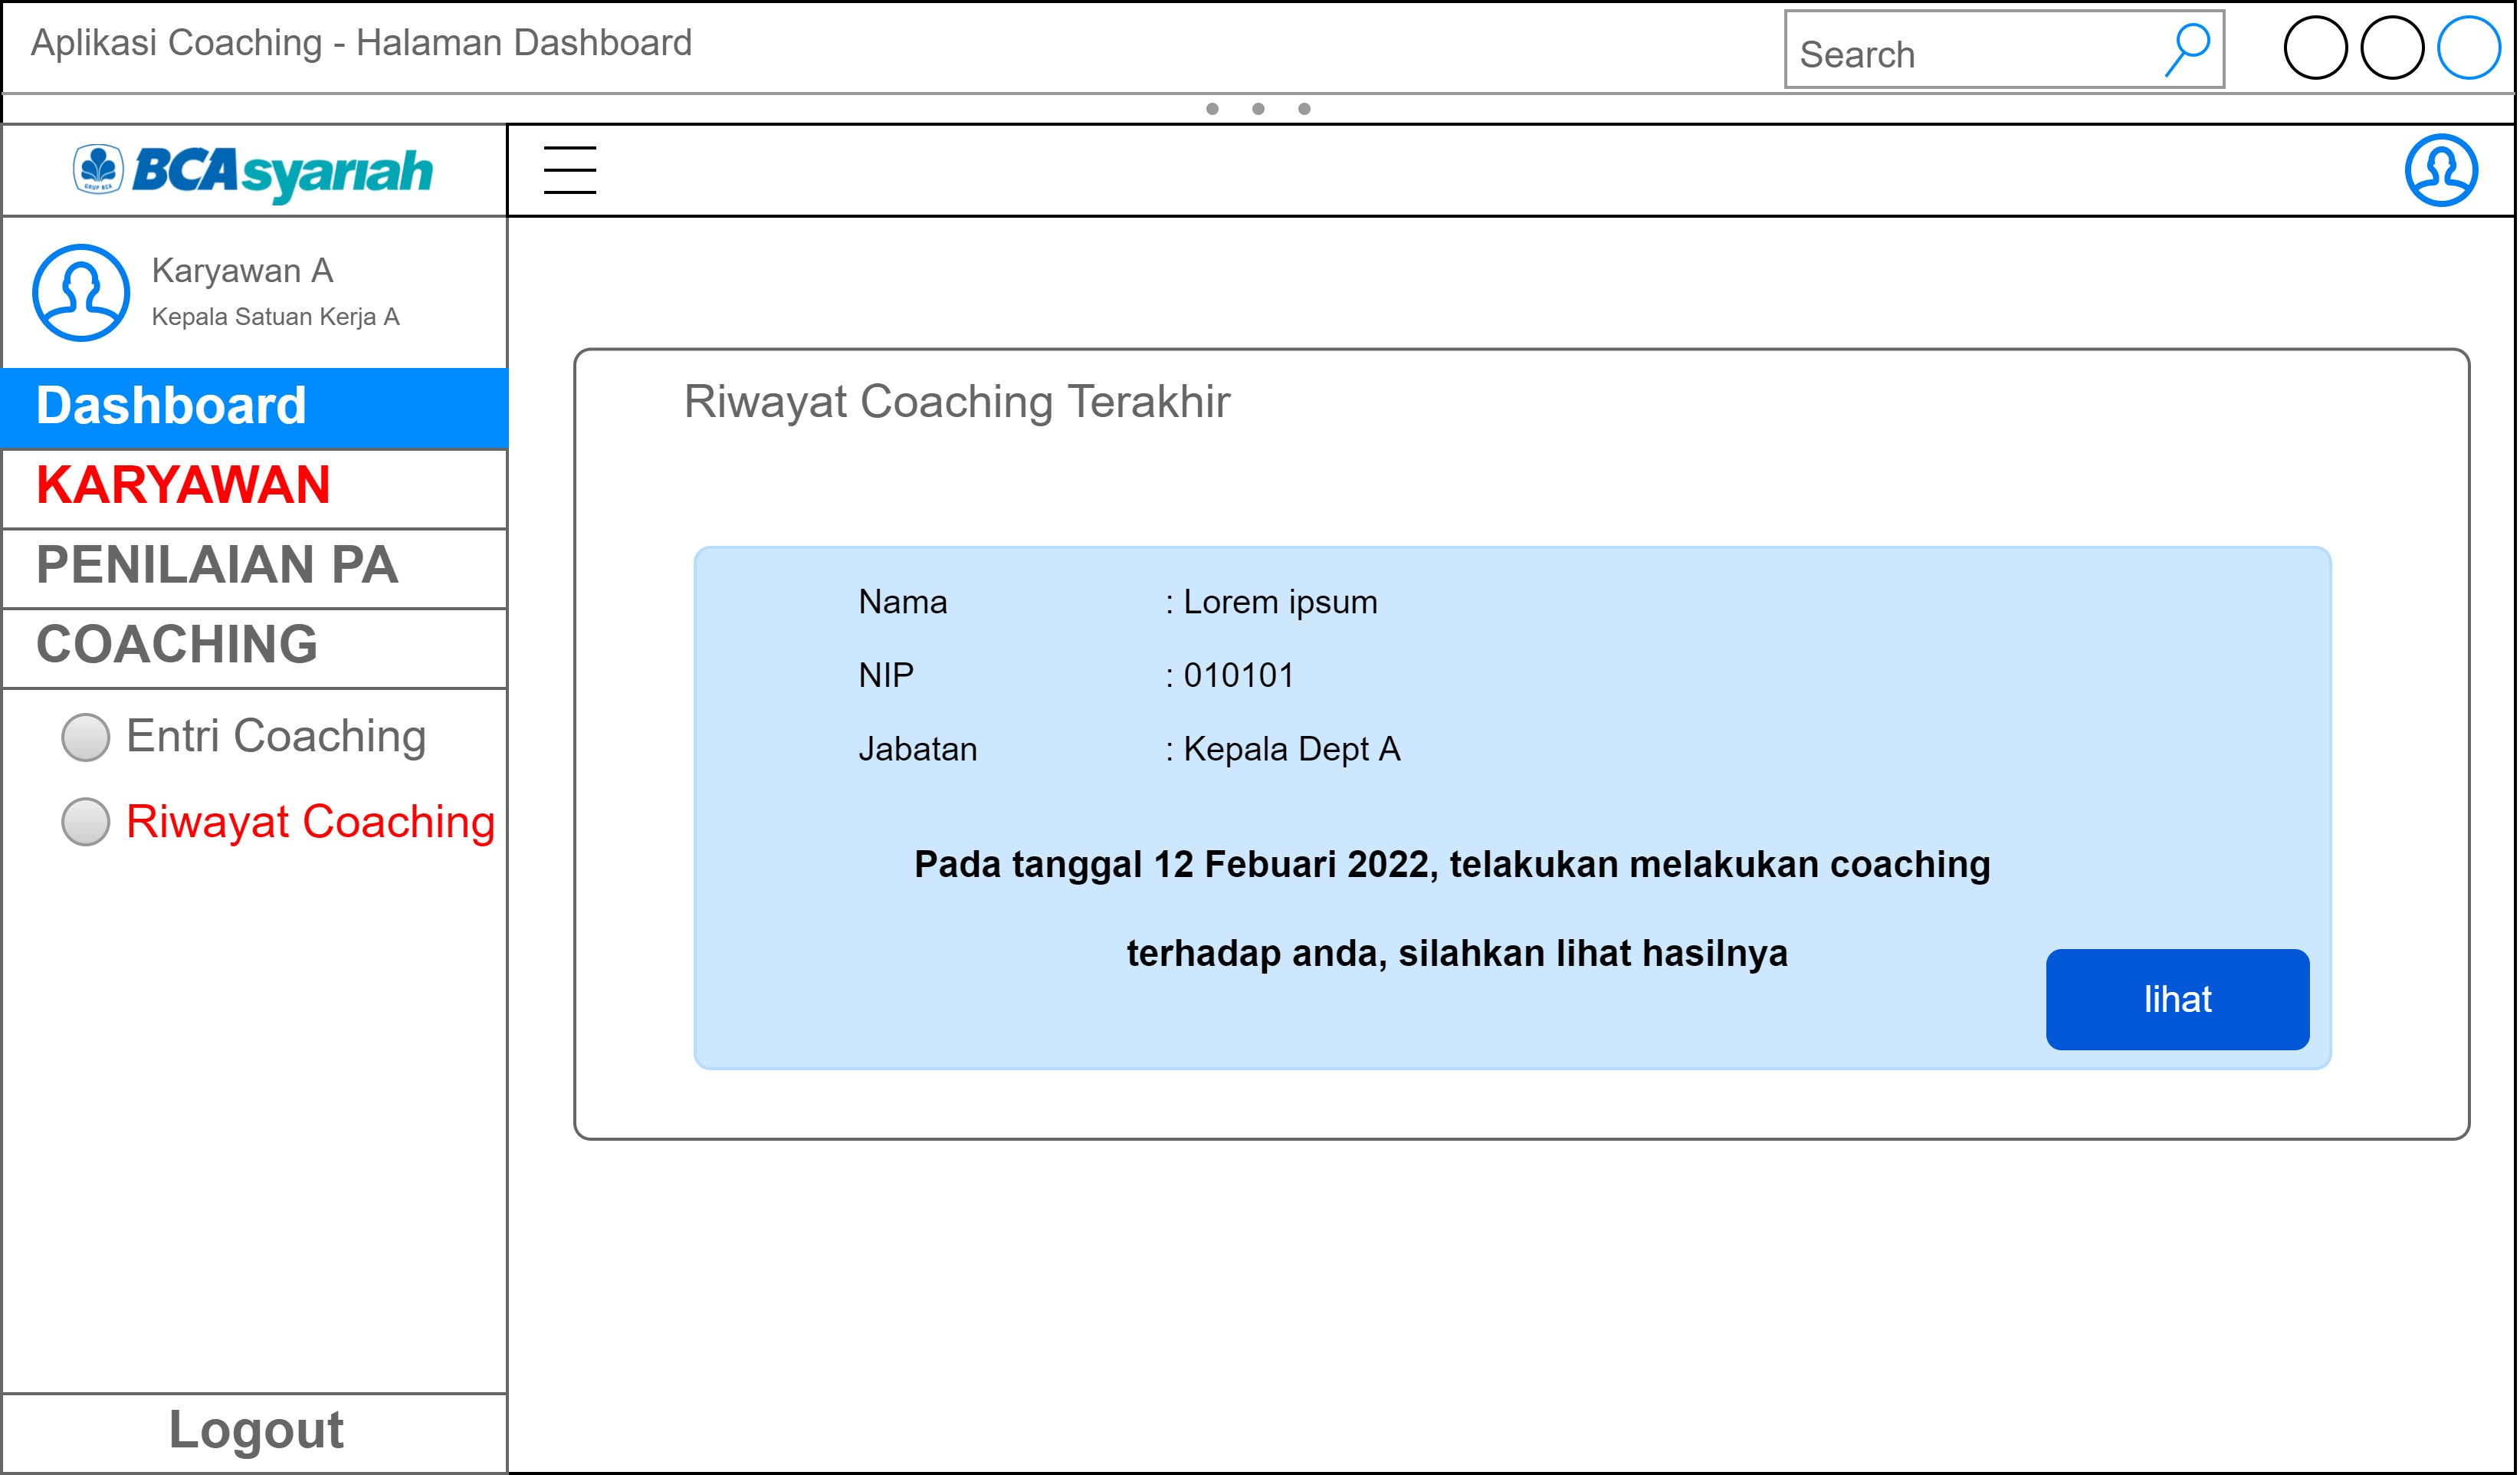 Aplikasi Coaching - Halaman Dashboard
Search
GRUP BCA
BCAsyariah
Karyawan A
Kepala Satuan Kerja A
Dashboard
KARYAWAN
PENILAIAN PA
COACHING
Entri Coaching
Riwayat Coaching
Logout
Riwayat Coaching Terakhir
Nama : Lorem ipsum
NIP : 010101
Jabatan : Kepala Dept A
Pada tanggal 12 Febuari 2022, telakukan melakukan coaching
terhadap anda, silahkan lihat hasilnya
lihat